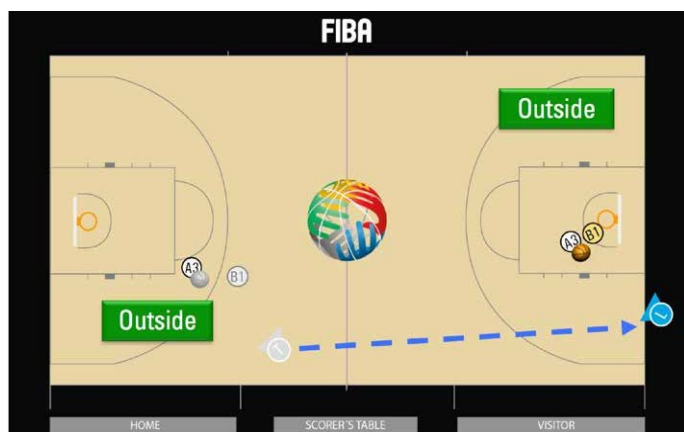 FIBA
Outside
A3
B1
A3
B1
Outside
L
T
HOME
SCORER'S TABLE
VISITOR